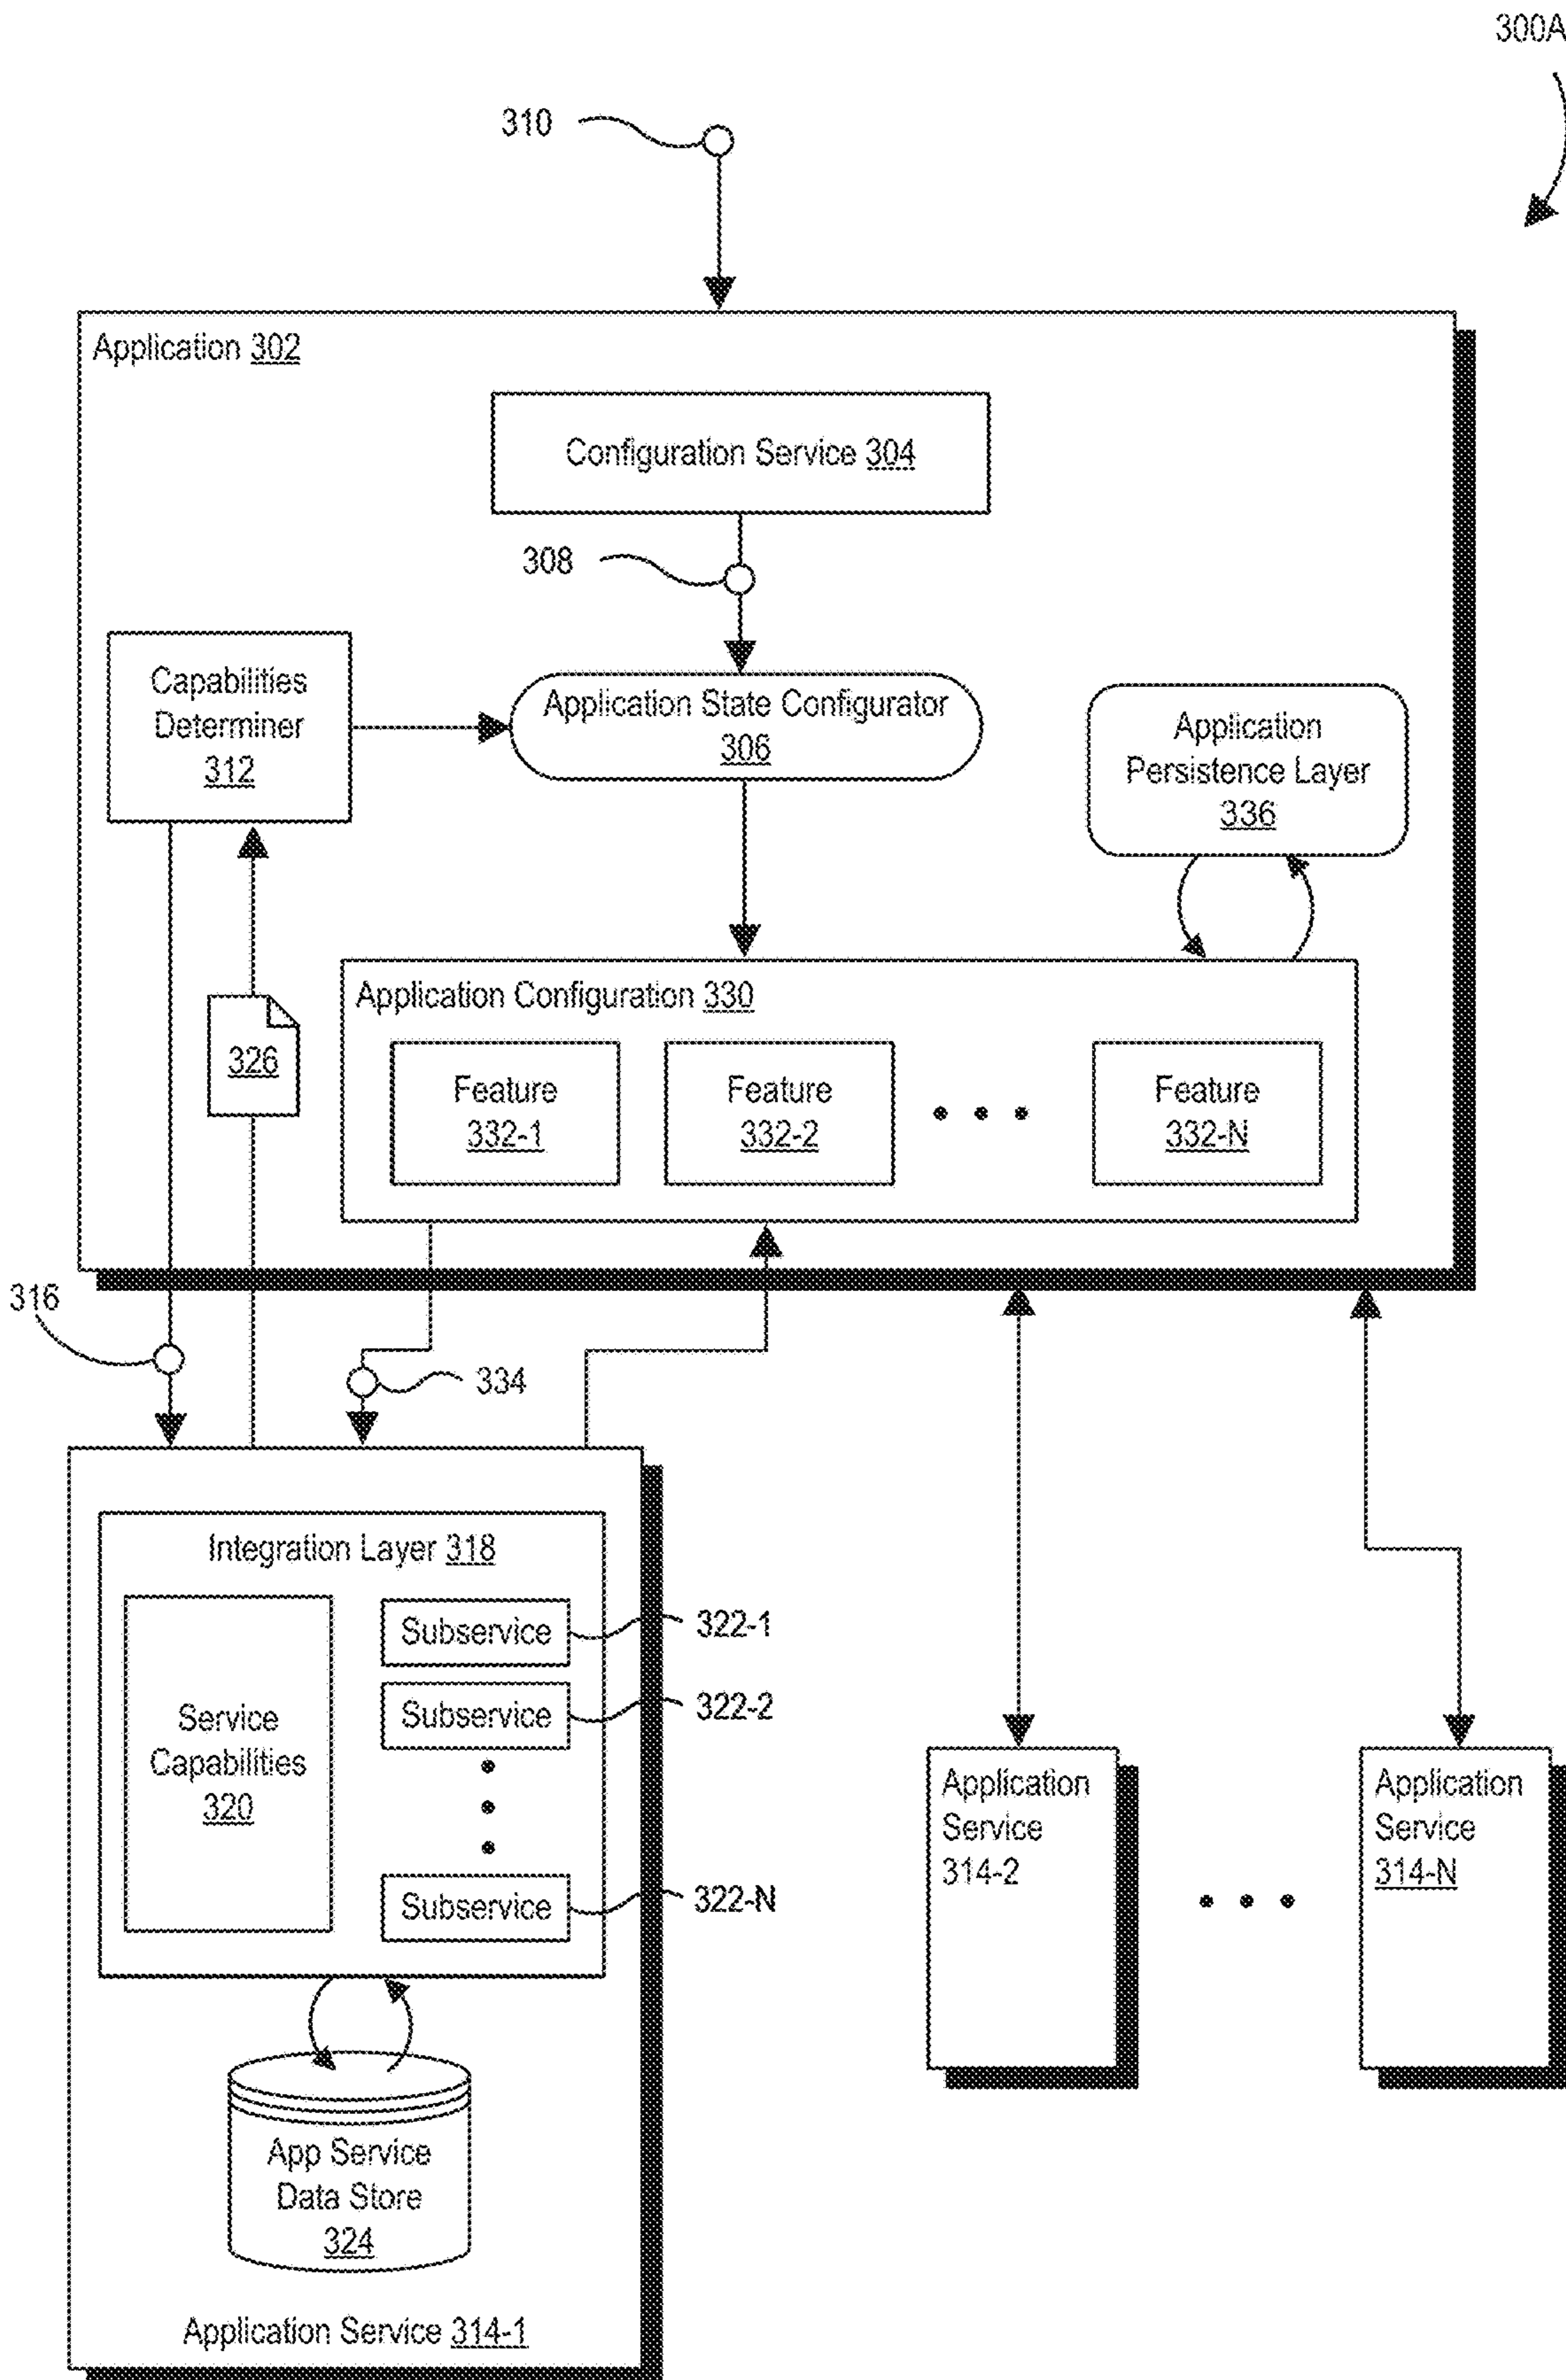 300A
310
Application 302
Configuration Service 304
308
Capabilities
Determiner
312
Application State Configurator
306
Application
Persistence Layer
336
Application Configuration 330
326
Feature
332-1
Feature
332-2
Feature
332-N
316
334
Integration Layer 318
Service
Capabilities
320
Subservice
322-1
Subservice
322-2
Subservice
322-N
Application
Service
314-2
Application
Service
314-N
App Service
Data Store
324
Application Service 314-1